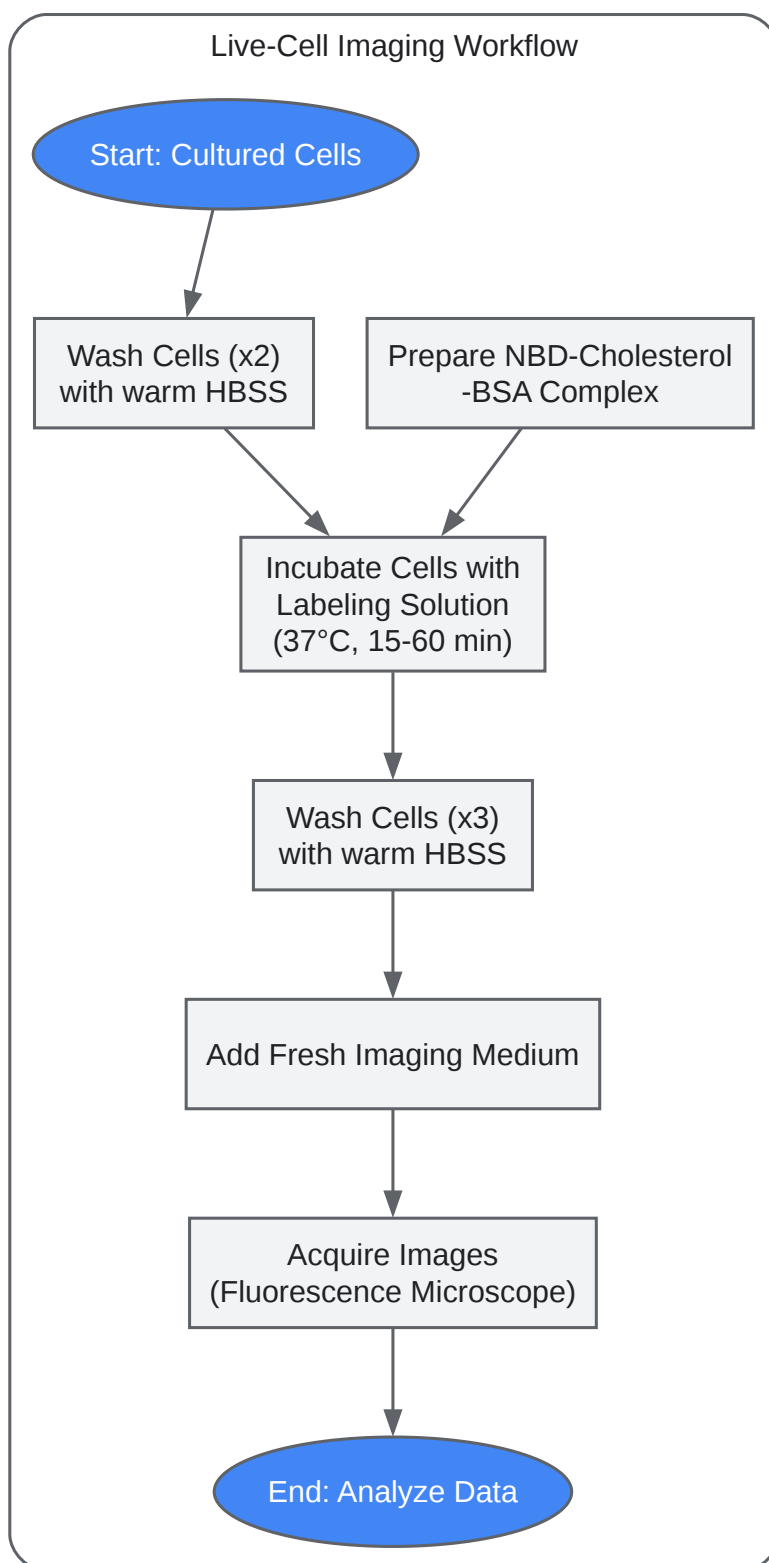 Live-Cell Imaging Workflow
Start: Cultured Cells
Wash Cells (x2)
with warm HBSS
Prepare NBD-Cholesterol
-BSA Complex
Incubate Cells with
Labeling Solution
(37°C, 15-60 min)
Wash Cells (x3)
with warm HBSS
Add Fresh Imaging Medium
Acquire Images
(Fluorescence Microscope)
End: Analyze Data